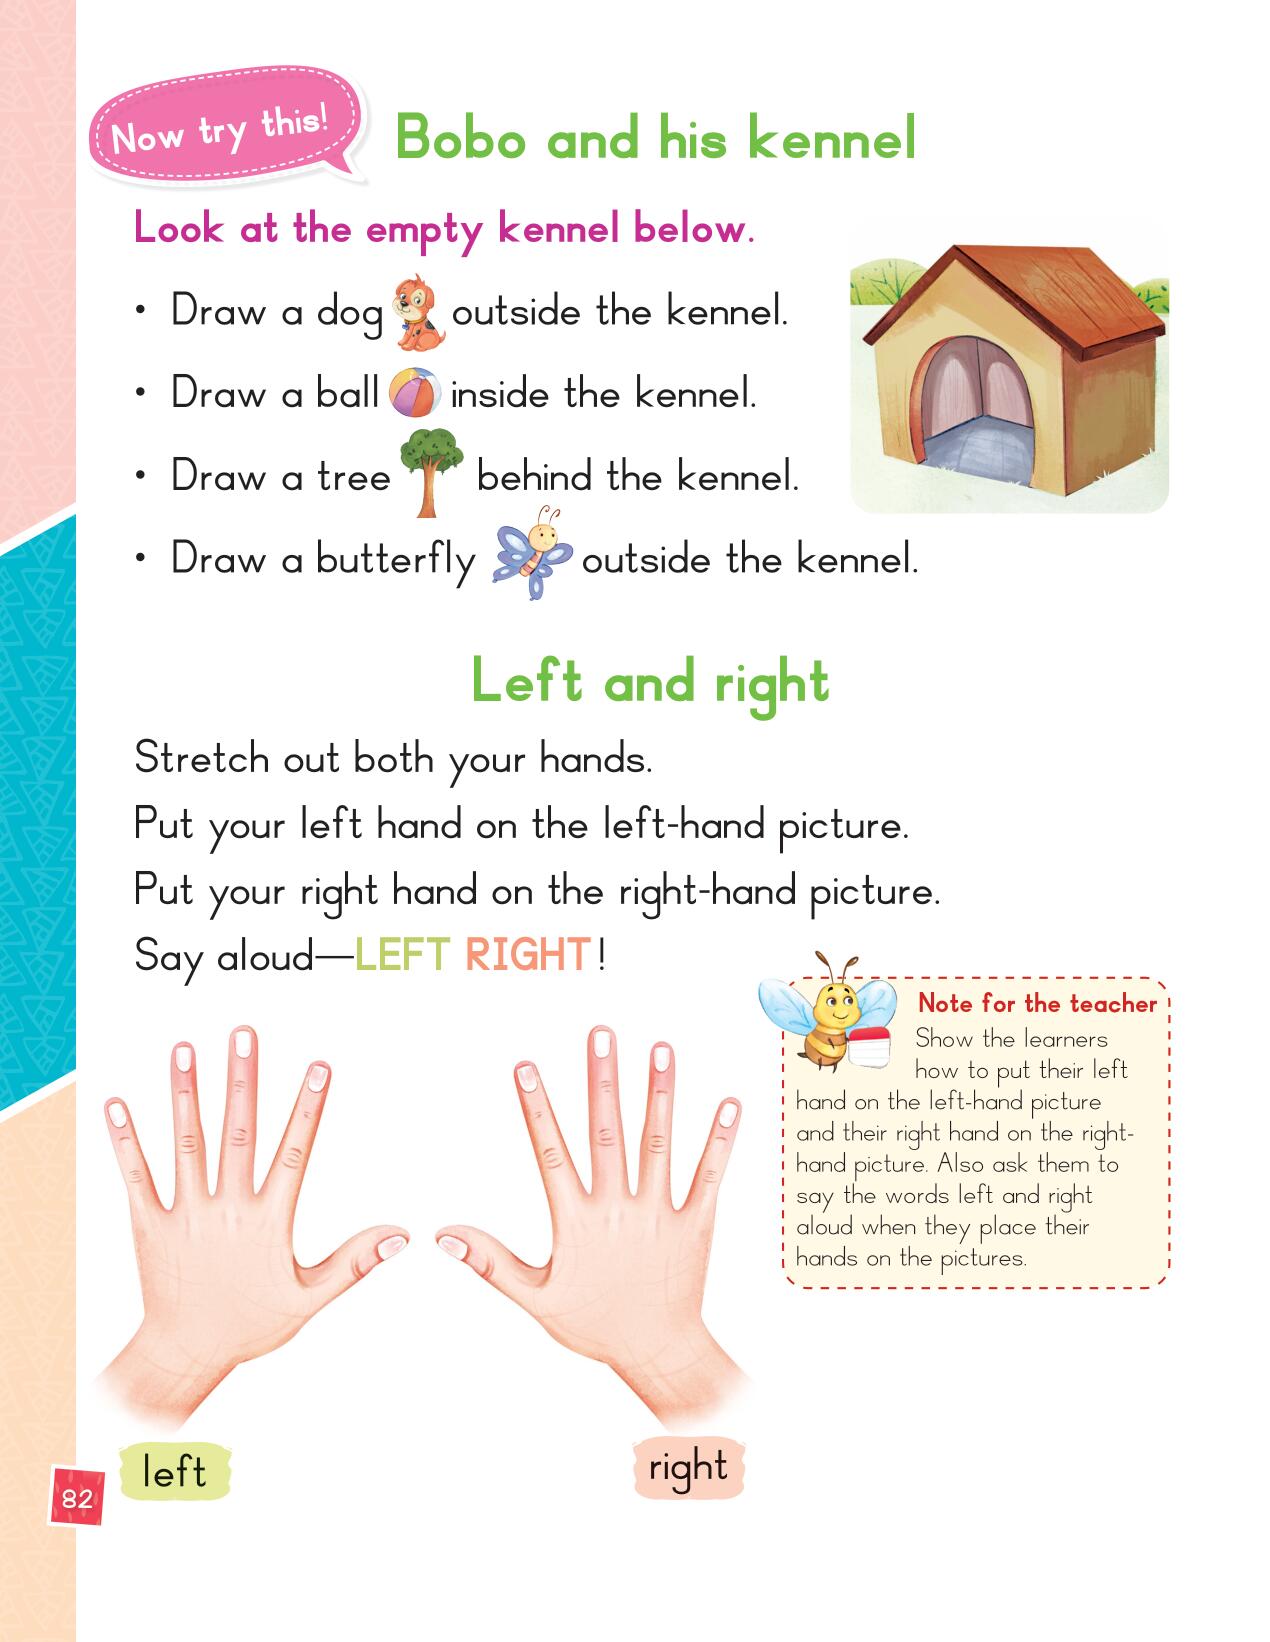 Now try this!
Bobo and his kennel
Look at the empty kennel below.
• Draw a dog outside the kennel.
• Draw a ball inside the kennel.
• Draw a tree behind the kennel.
• Draw a butterfly outside the kennel.
Left and right
Stretch out both your hands.
Put your left hand on the left-hand picture.
Put your right hand on the right-hand picture.
Say aloud—LEFT RIGHT!
Note for the teacher
Show the learners
how to put their left
hand on the left-hand picture
and their right hand on the right-
hand picture. Also ask them to
say the words left and right
aloud when they place their
hands on the pictures.
left
right
82